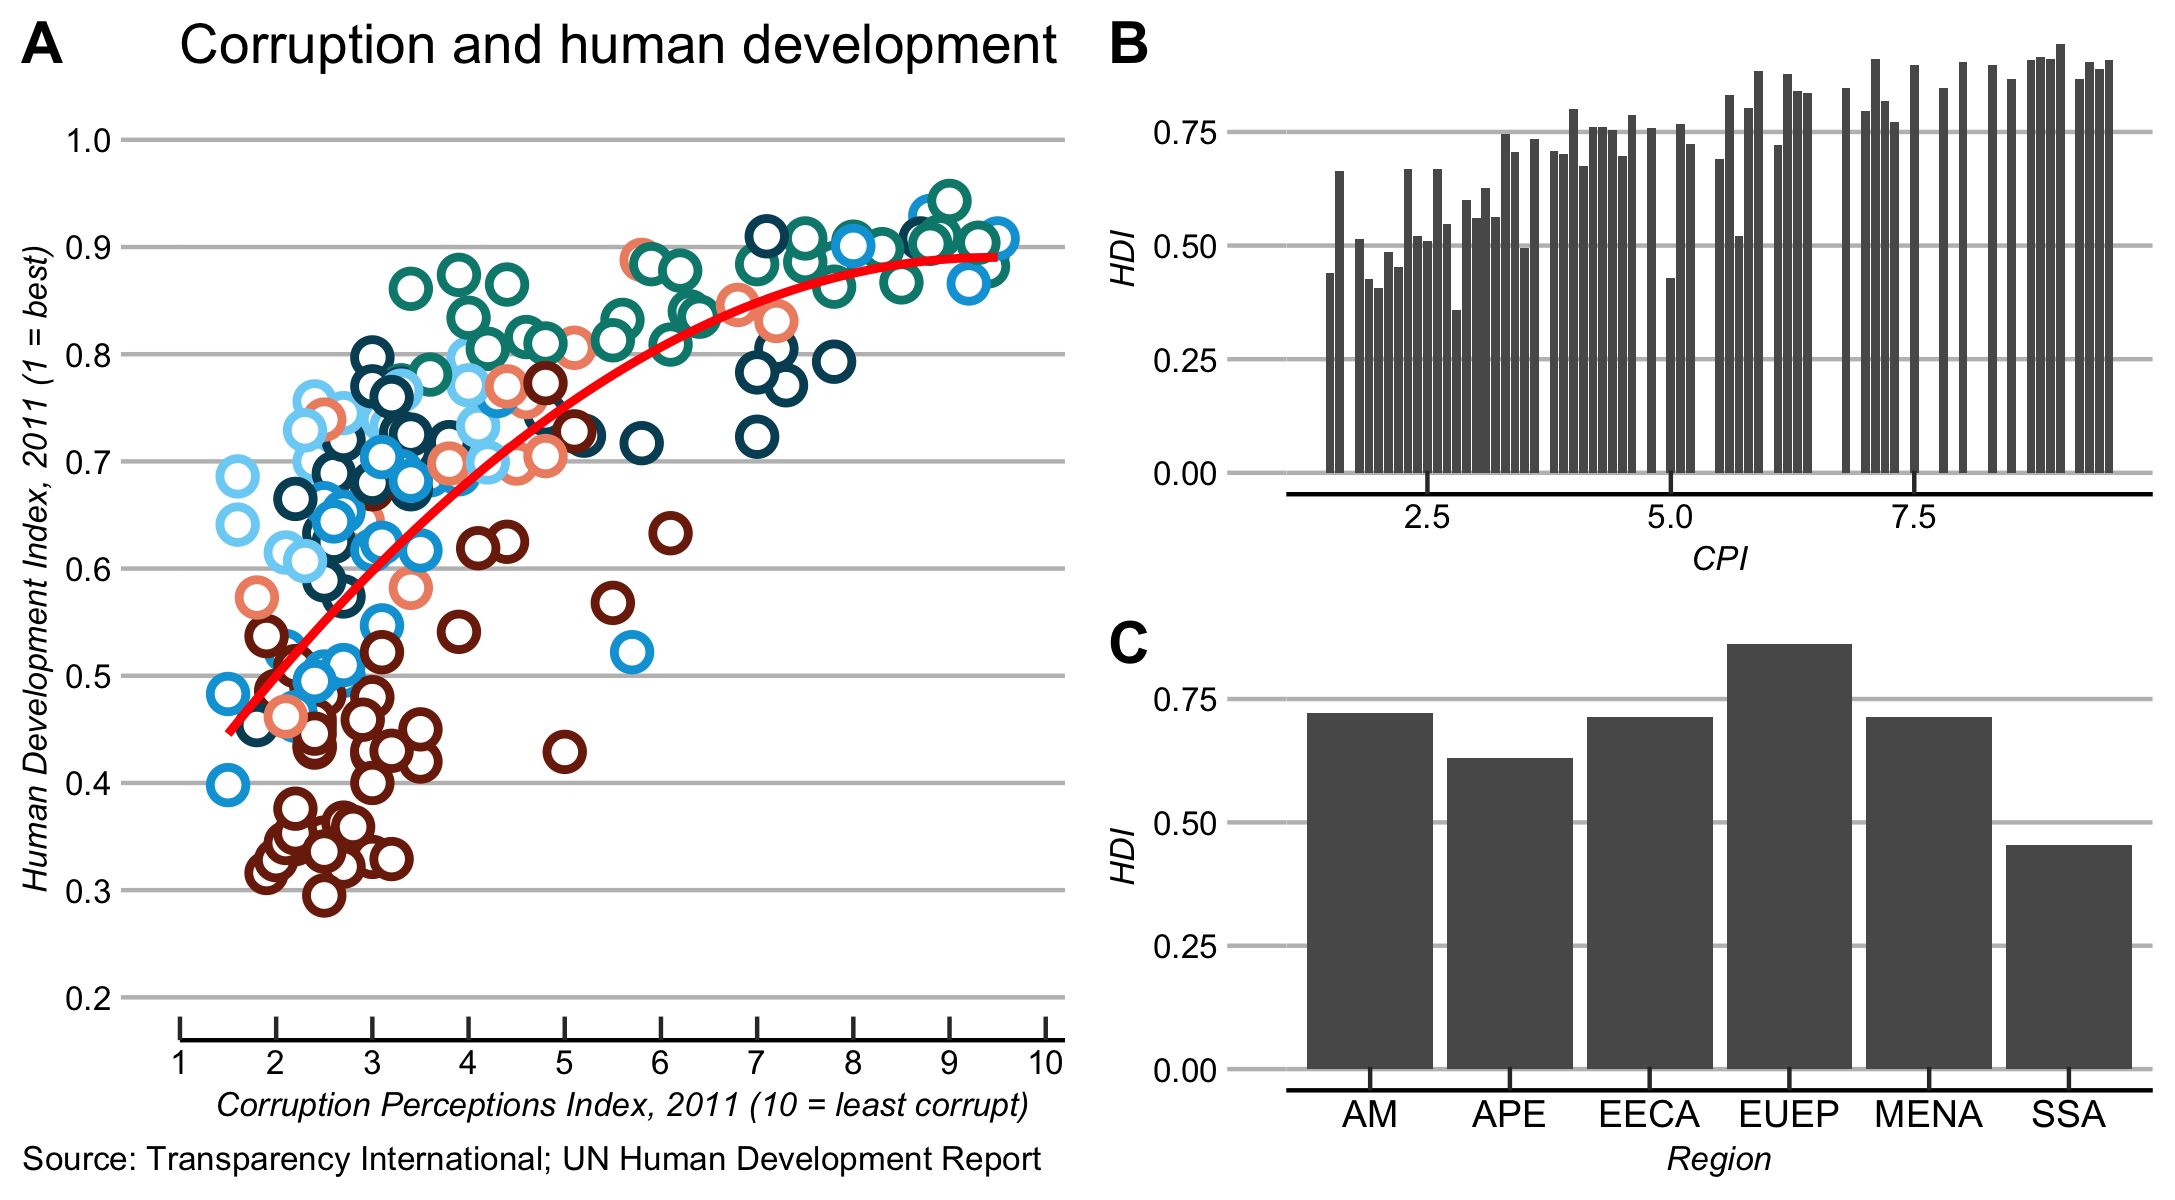 A
Corruption and human development
1.0
0.9
0.8
0.7
0.6
0.5
0.4
0.3
0.2
Human Development Index, 2011 (1 = best)
1 2 3 4 5 6 7 8 9 10
Corruption Perceptions Index, 2011 (10 = least corrupt)
Source: Transparency International; UN Human Development Report
B
HDI
0.75
0.50
0.25
0.00
2.5 5.0 7.5
CPI
C
HDI
0.75
0.50
0.25
0.00
AM APE EECA EUEP MENA SSA
Region